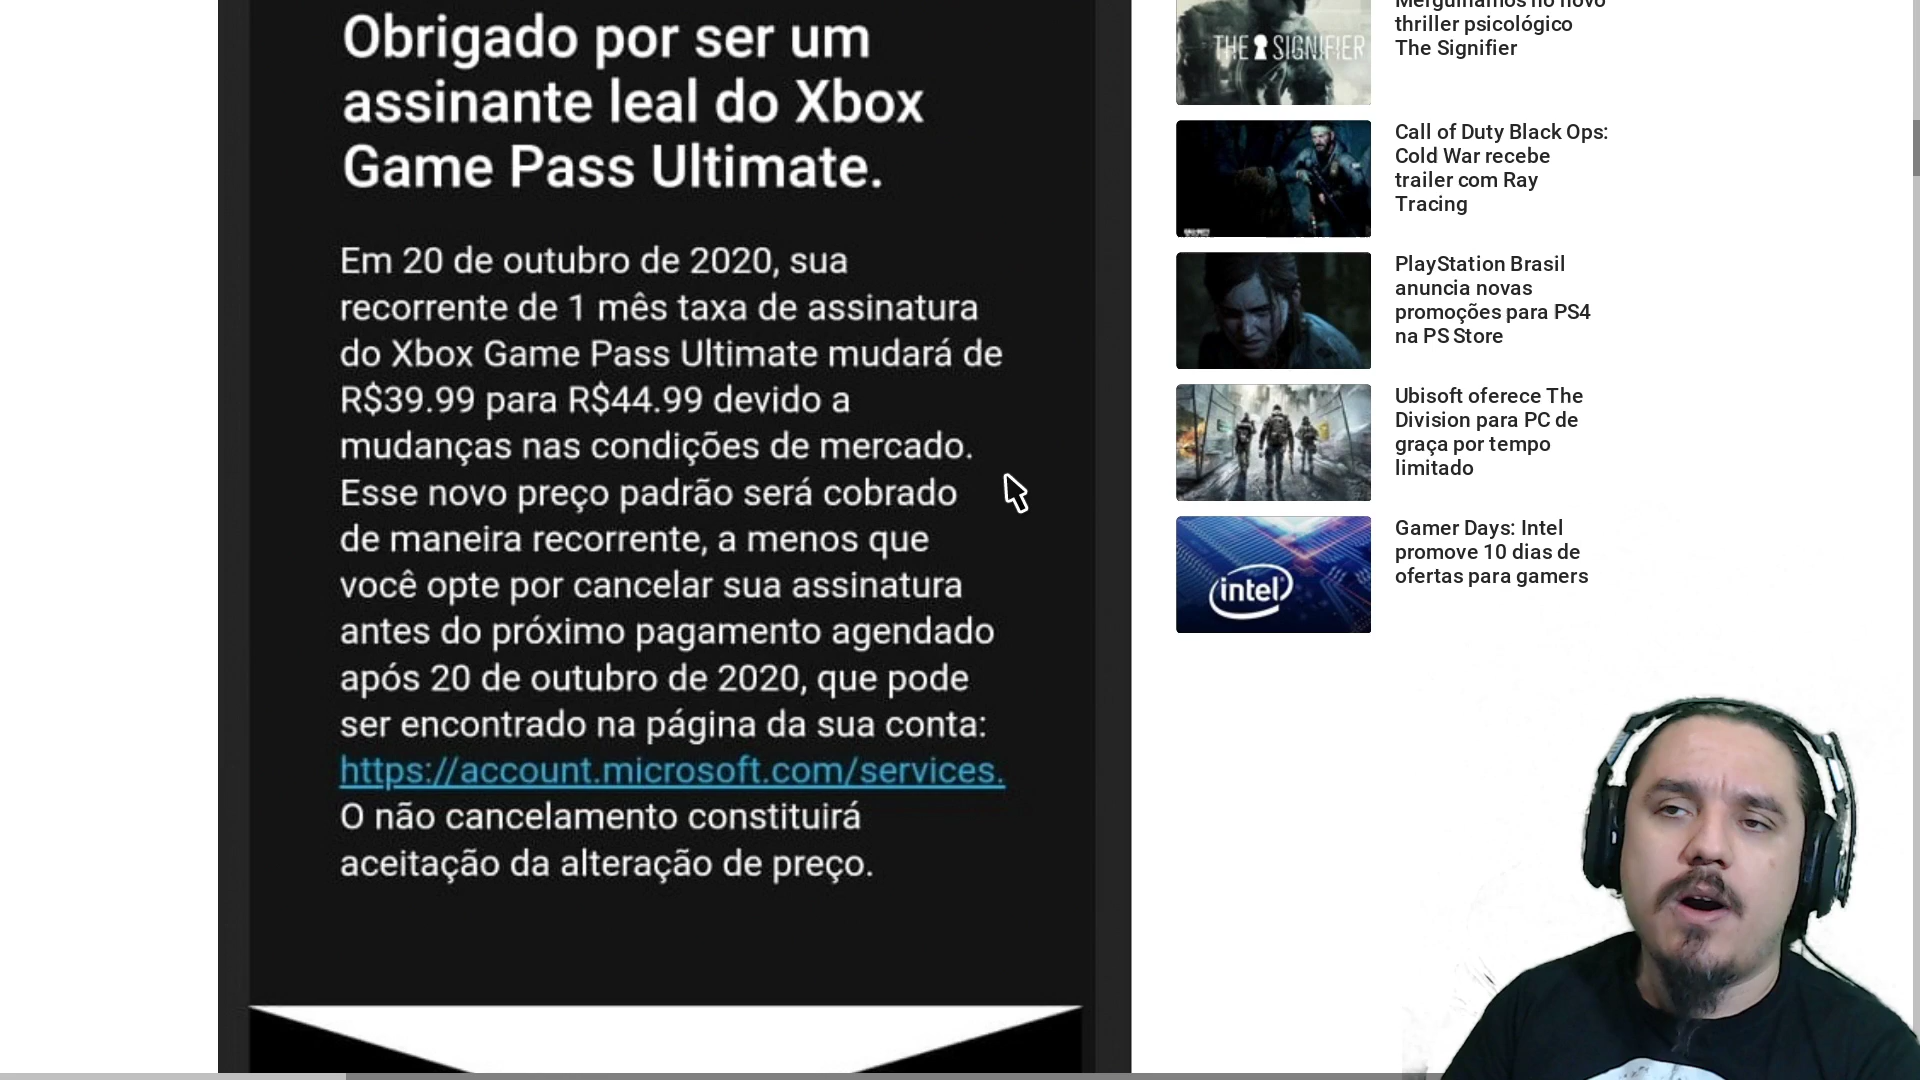 Obrigado por ser um
assinante leal do Xbox
Game Pass Ultimate.
Em 20 de outubro de 2020, sua
recorrente de 1 mês taxa de assinatura
do Xbox Game Pass Ultimate mudará de
R$39.99 para R$44.99 devido a
mudanças nas condições de mercado.
Esse novo preço padrão será cobrado
de maneira recorrente, a menos que
você opte por cancelar sua assinatura
antes do próximo pagamento agendado
após 20 de outubro de 2020, que pode
ser encontrado na página da sua conta:
https://account.microsoft.com/services.
O não cancelamento constituirá
aceitação da alteração de preço.
THE SIGNIFIER
Mergulhamos no novo
thriller psicológico
The Signifier
Call of Duty Black Ops:
Cold War recebe
trailer com Ray
Tracing
PlayStation Brasil
anuncia novas
promoções para PS4
na PS Store
Ubisoft oferece The
Division para PC de
graça por tempo
limitado
intel
Gamer Days: Intel
promove 10 dias de
ofertas para gamers